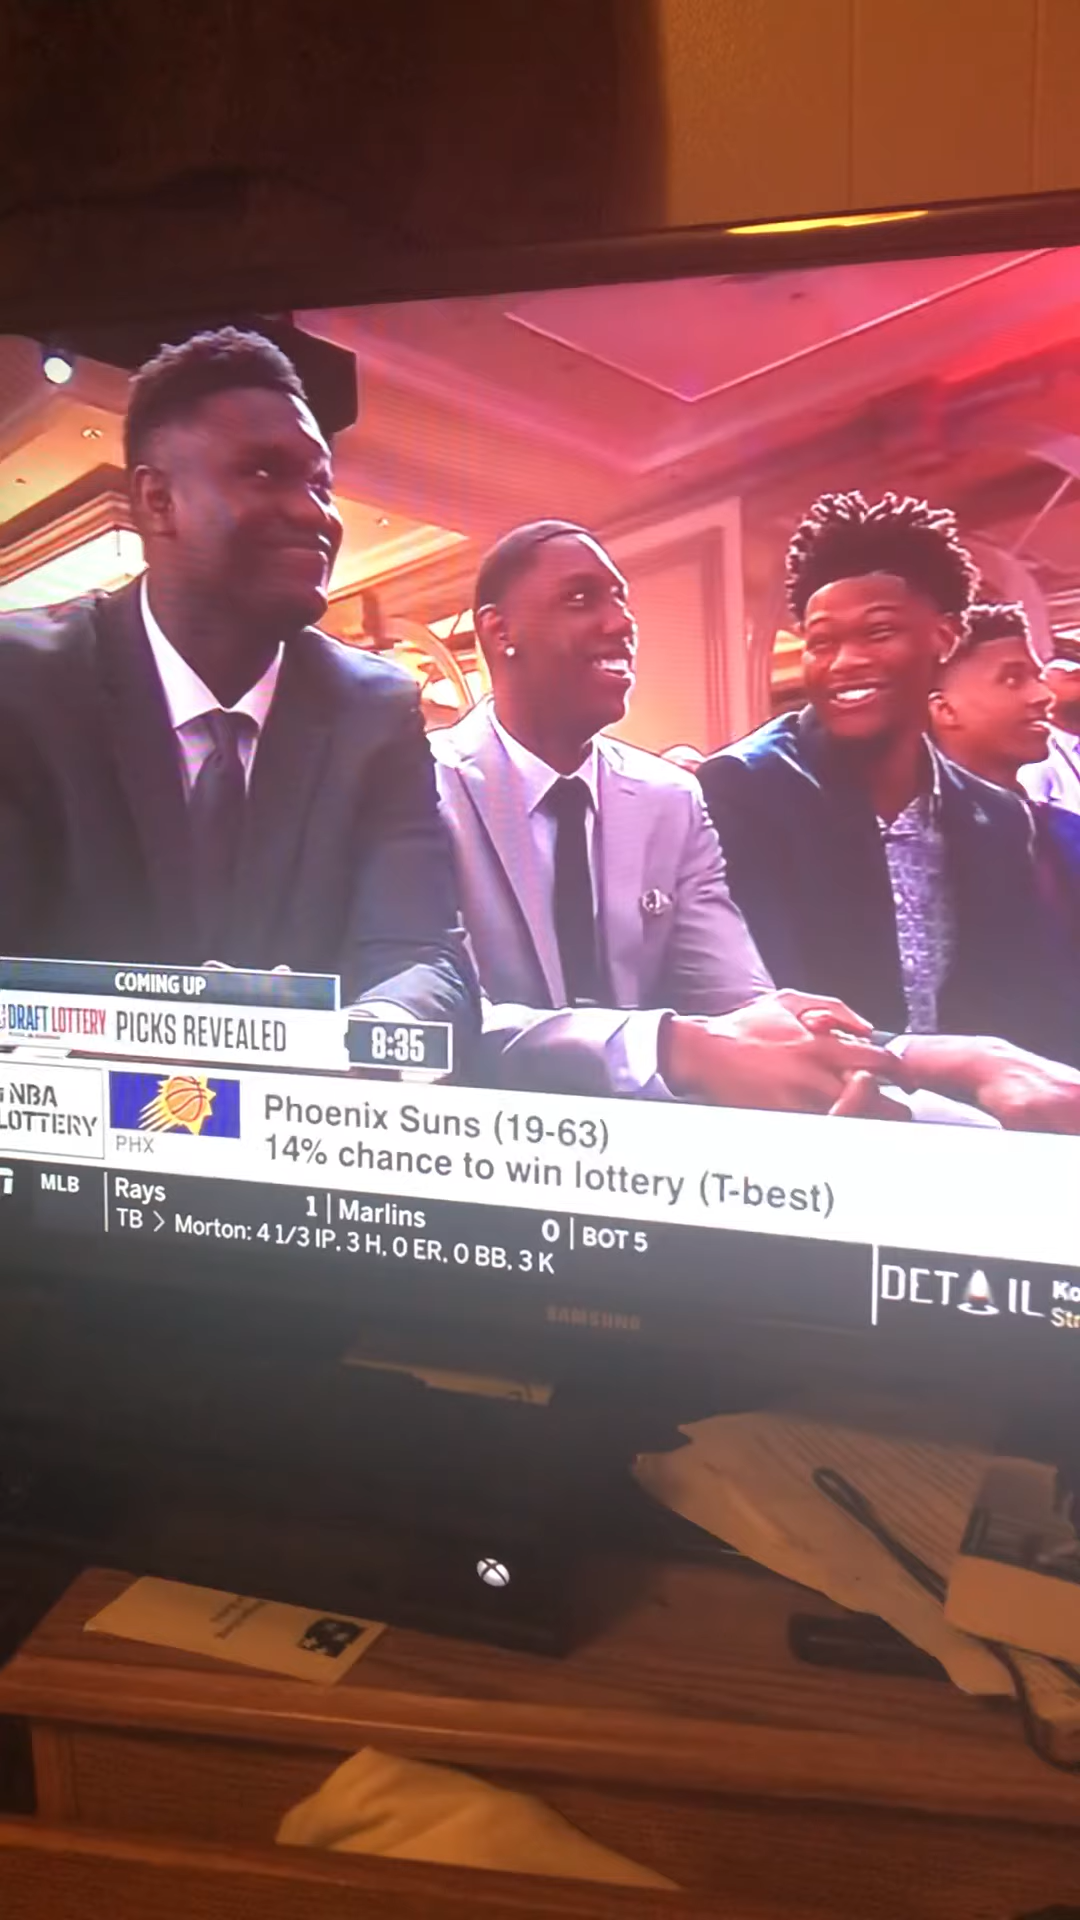 COMING UP
DRAFT LOTTERY PICKS REVEALED 8:35
NBA
LOTTERY
PHX
Phoenix Suns (19-63)
14% chance to win lottery (T-best)
MLB
Rays 1 | Marlins 0 | BOT 5
TB > Morton: 4 1/3 IP, 3 H, 0 ER, 0 BB, 3 K
DETAIL
SAMSUNG